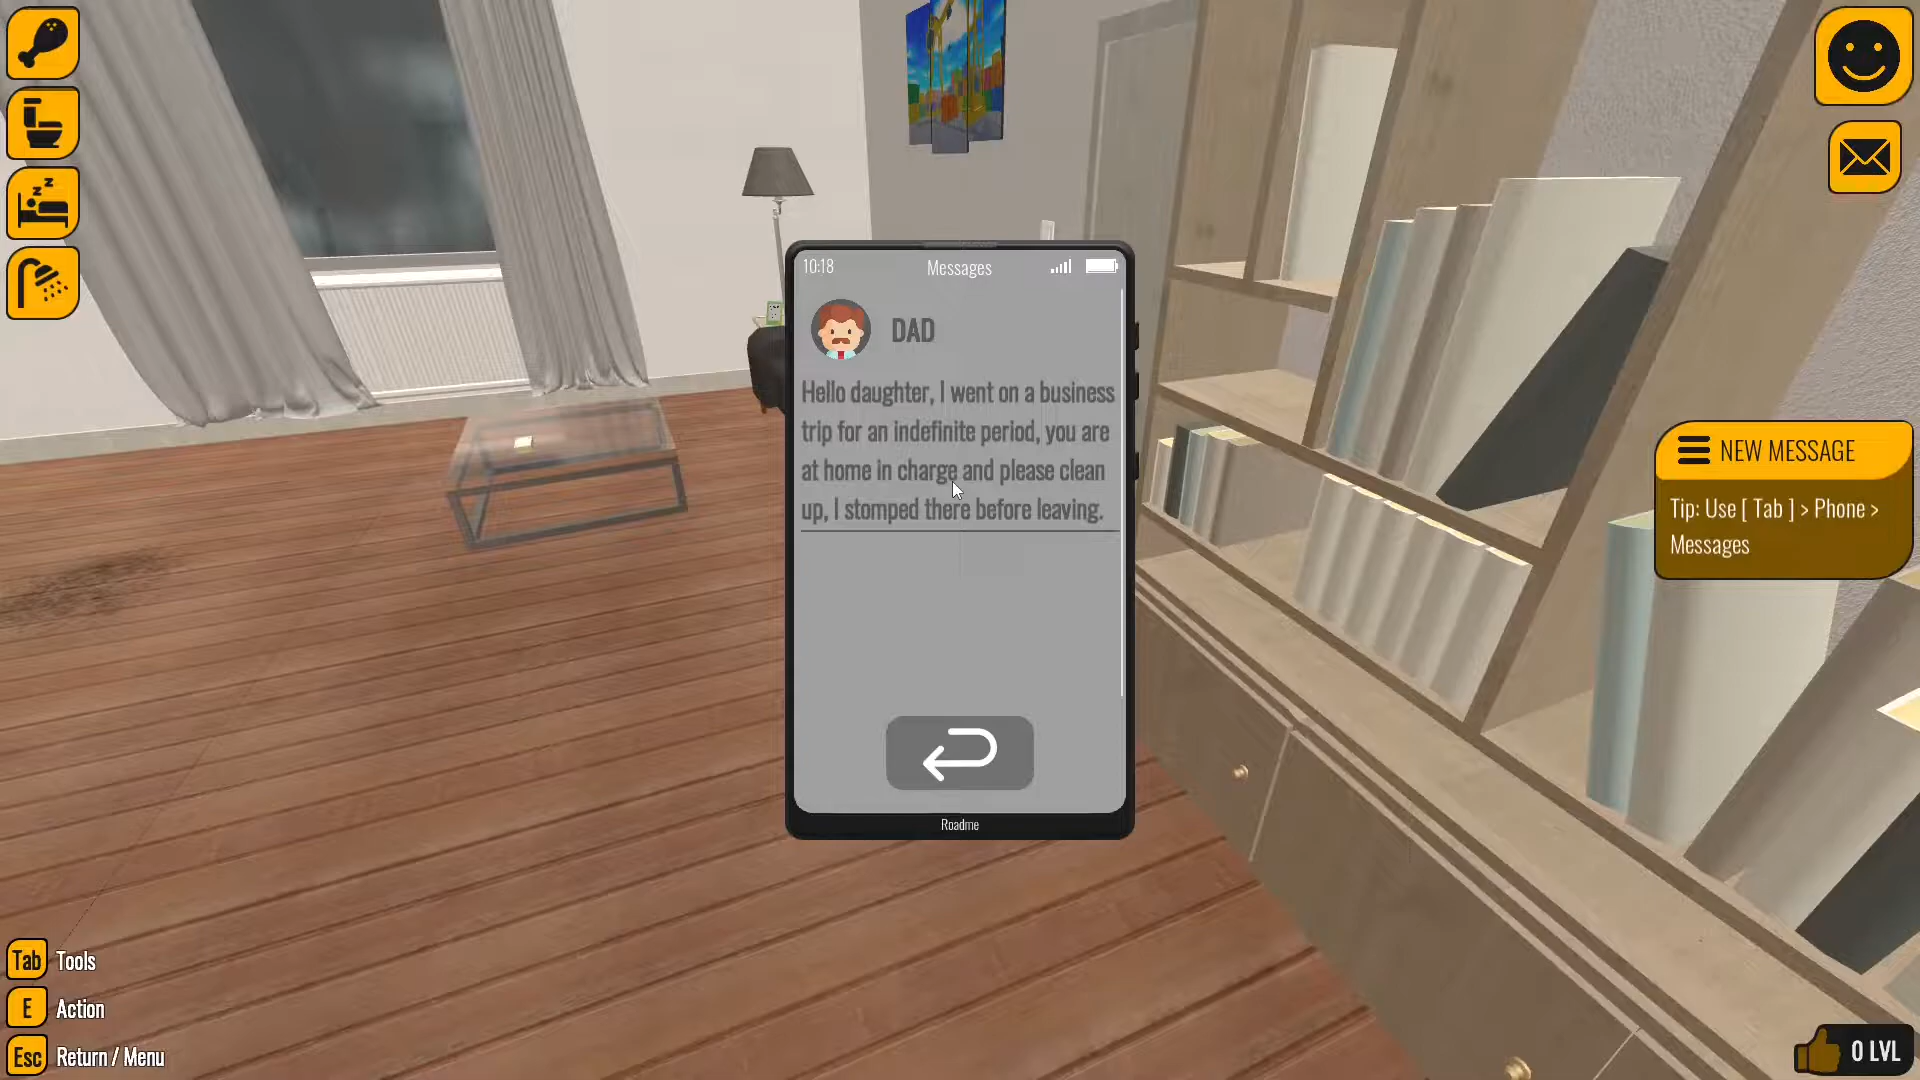 10:18
Messages
DAD
Hello daughter, I went on a business
trip for an indefinite period, you are
at home in charge and please clean
up, I stomped there before leaving.
Roadme
NEW MESSAGE
Tip: Use [ Tab ] > Phone >
Messages
Tab Tools
E Action
Esc Return / Menu
0 LVL